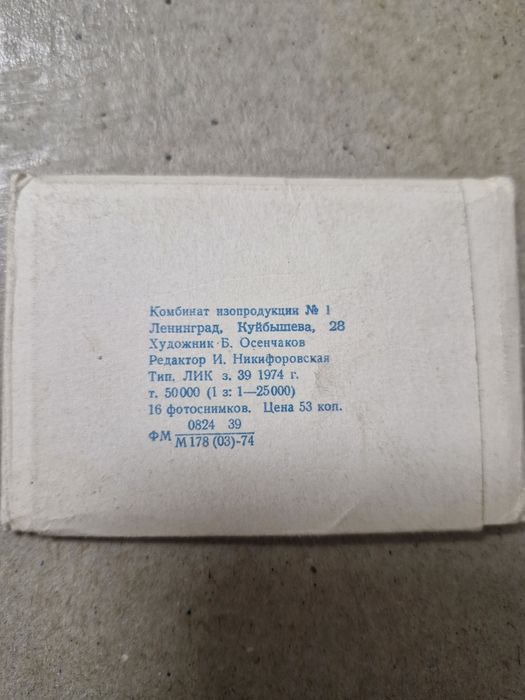 Комбинат изопродукции № 1
Ленинград, Куйбышева, 28
Художник Б. Осенчаков
Редактор И. Никифоровская
Тип. ЛИК з. 39 1974 г.
т. 50000 (1 з: 1—25000)
16 фотоснимков. Цена 53 коп.
0824 39
ФМ
М 178 (03)-74